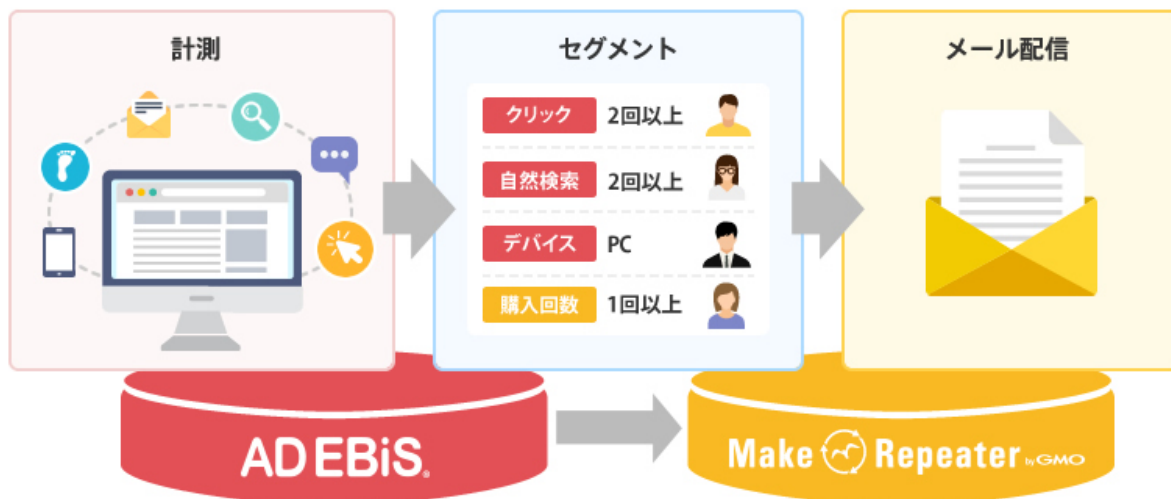 計測
セグメント
メール配信
クリック 2回以上
自然検索 2回以上
デバイス PC
購入回数 1回以上
AD EBiS®
Make Repeater by GMO